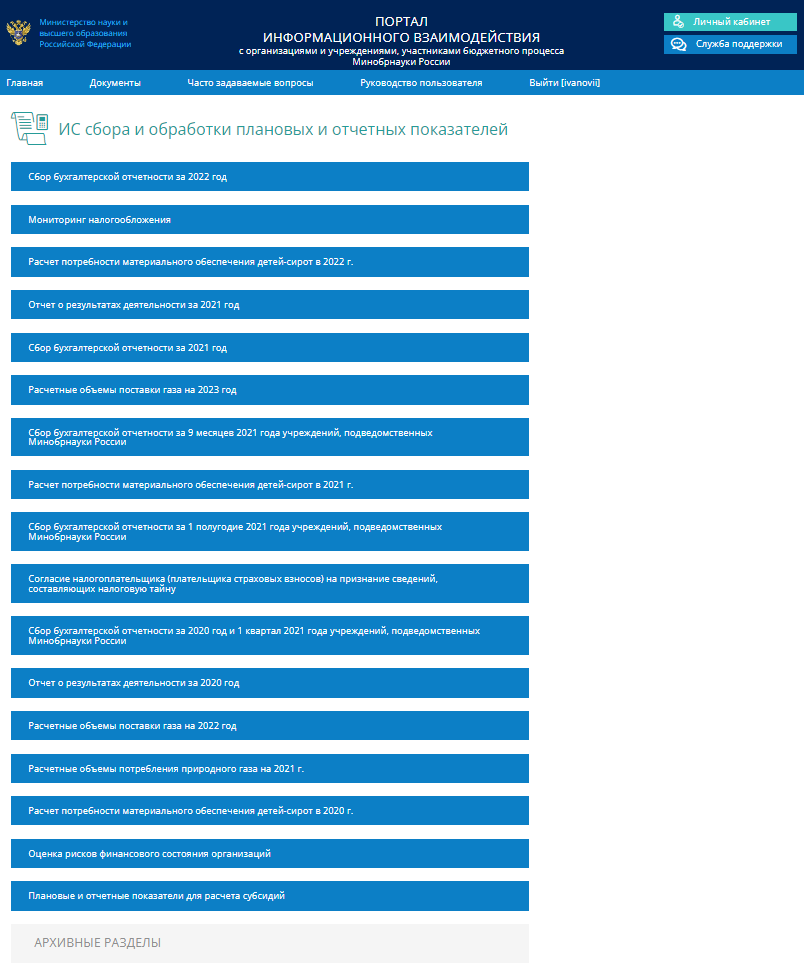 Министерство науки и
высшего образования
Российской Федерации
ПОРТАЛ
ИНФОРМАЦИОННОГО ВЗАИМОДЕЙСТВИЯ
с организациями и учреждениями, участниками бюджетного процесса
Минобрнауки России
Личный кабинет
Служба поддержки
Главная Документы Часто задаваемые вопросы Руководство пользователя Выйти [ivanovii]
ИС сбора и обработки плановых и отчетных показателей
Сбор бухгалтерской отчетности за 2022 год
Мониторинг налогообложения
Расчет потребности материального обеспечения детей-сирот в 2022 г.
Отчет о результатах деятельности за 2021 год
Сбор бухгалтерской отчетности за 2021 год
Расчетные объемы поставки газа на 2023 год
Сбор бухгалтерской отчетности за 9 месяцев 2021 года учреждений, подведомственных
Минобрнауки России
Расчет потребности материального обеспечения детей-сирот в 2021 г.
Сбор бухгалтерской отчетности за 1 полугодие 2021 года учреждений, подведомственных
Минобрнауки России
Согласие налогоплательщика (плательщика страховых взносов) на признание сведений,
составляющих налоговую тайну
Сбор бухгалтерской отчетности за 2020 год и 1 квартал 2021 года учреждений, подведомственных
Минобрнауки России
Отчет о результатах деятельности за 2020 год
Расчетные объемы поставки газа на 2022 год
Расчетные объемы потребления природного газа на 2021 г.
Расчет потребности материального обеспечения детей-сирот в 2020 г.
Оценка рисков финансового состояния организаций
Плановые и отчетные показатели для расчета субсидий
АРХИВНЫЕ РАЗДЕЛЫ